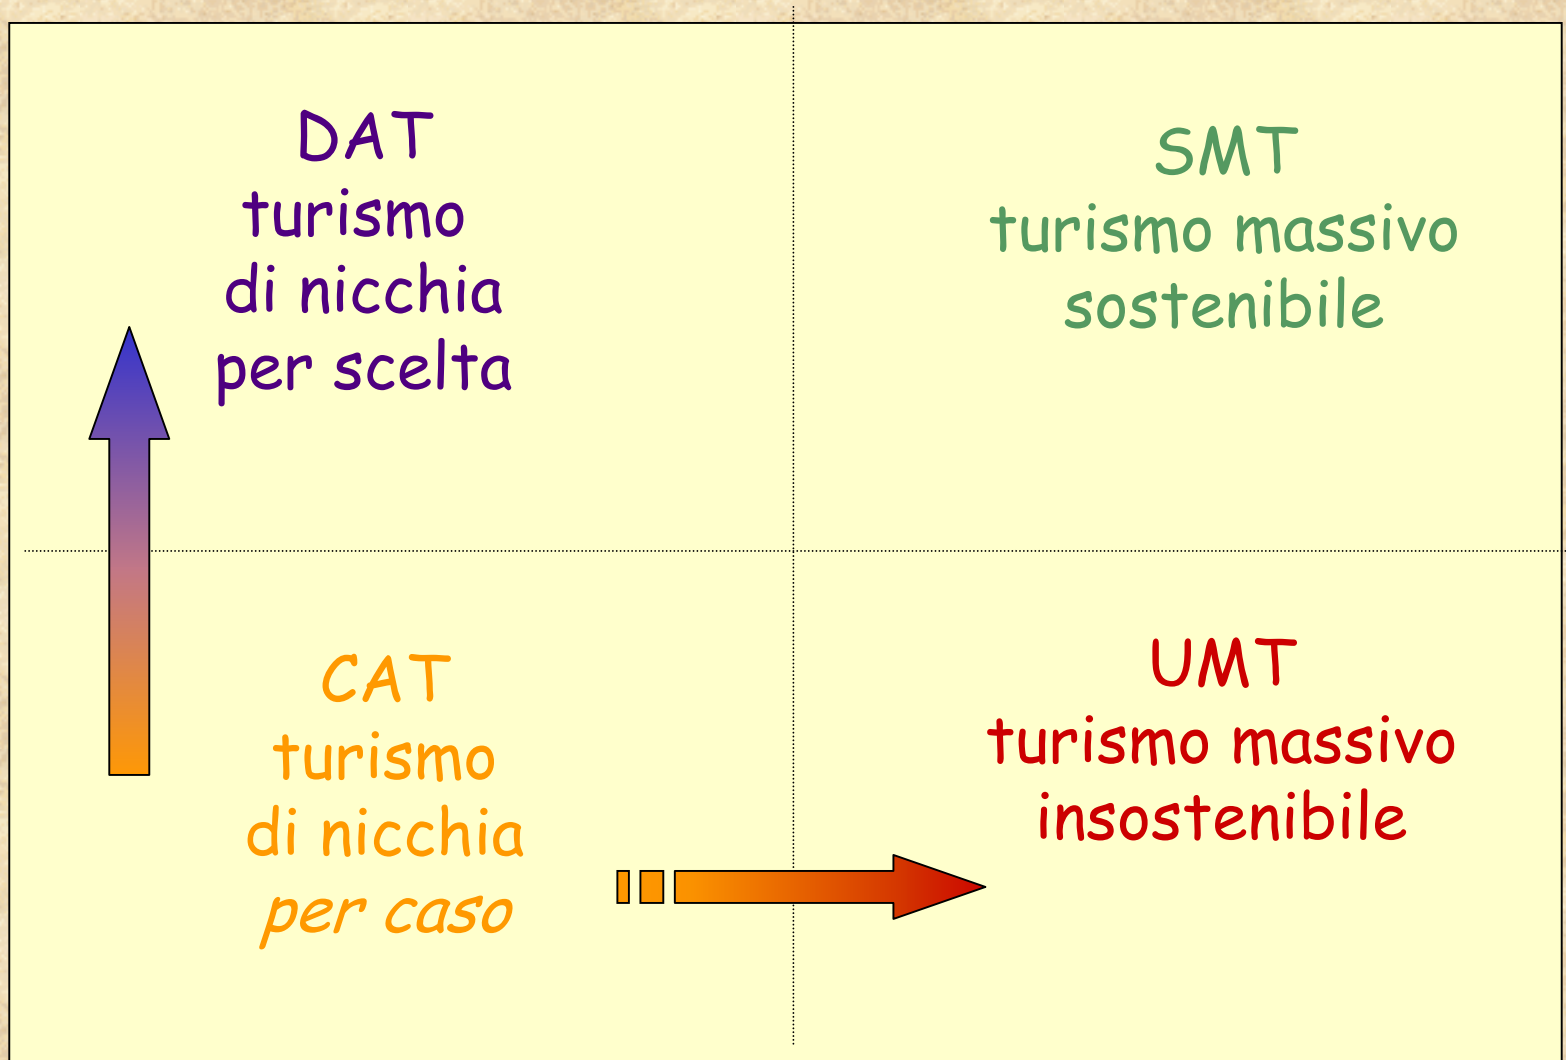 DAT
turismo
di nicchia
per scelta
SMT
turismo massivo
sostenibile
CAT
turismo
di nicchia
per caso
UMT
turismo massivo
insostenibile